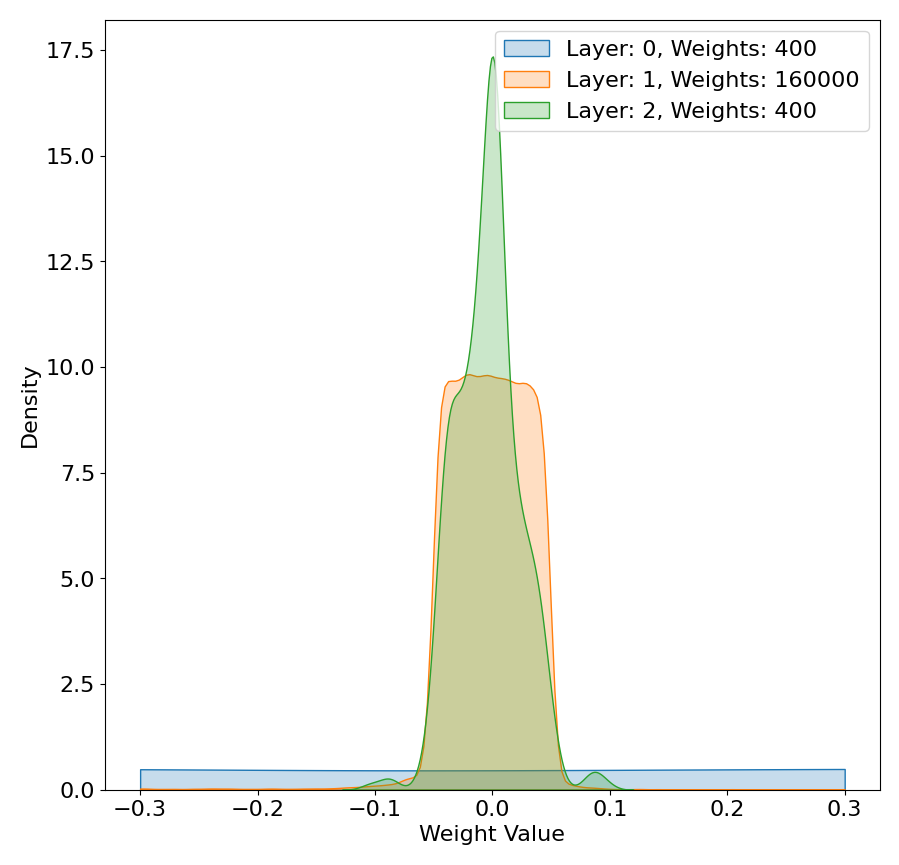 17.5
15.0
12.5
10.0
7.5
5.0
2.5
0.0
Density
Layer: 0, Weights: 400
Layer: 1, Weights: 160000
Layer: 2, Weights: 400
−0.3 −0.2 −0.1 0.0 0.1 0.2 0.3
Weight Value